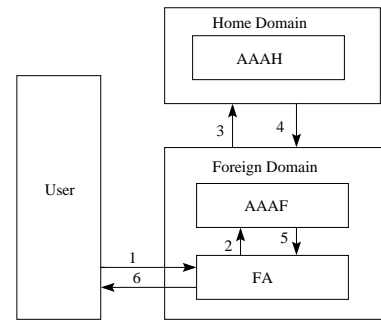 Home Domain
AAAH
3
4
Foreign Domain
User
AAAF
2
5
1
6
FA